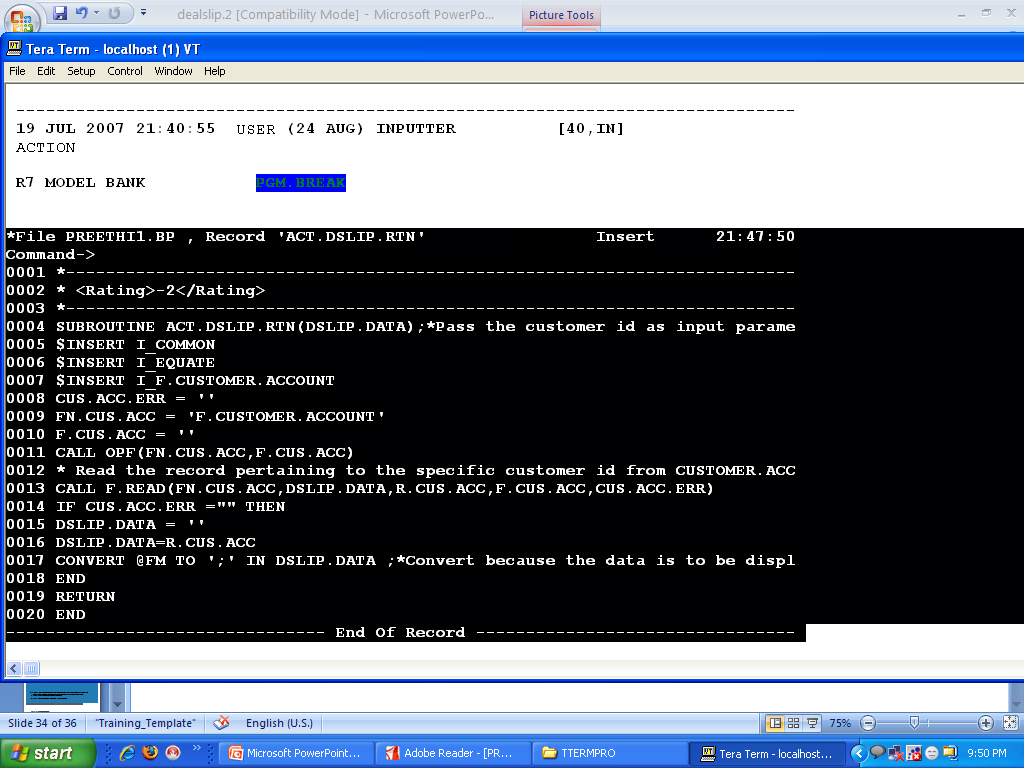 dealslip.2 [Compatibility Mode] - Microsoft PowerPo...
Picture Tools
Tera Term - localhost (1) VT
File Edit Setup Control Window Help
--------------------------------------------------------------------------------
19 JUL 2007 21:40:55 USER (24 AUG) INPUTTER [40,IN]
ACTION
R7 MODEL BANK PGM.BREAK
*File PREETHI1.BP , Record 'ACT.DSLIP.RTN' Insert 21:47:50
Command->
0001 *-------------------------------------------------------------------------
0002 * <Rating>-2</Rating>
0003 *-------------------------------------------------------------------------
0004 SUBROUTINE ACT.DSLIP.RTN(DSLIP.DATA);*Pass the customer id as input parame
0005 $INSERT I_COMMON
0006 $INSERT I_EQUATE
0007 $INSERT I_F.CUSTOMER.ACCOUNT
0008 CUS.ACC.ERR = ''
0009 FN.CUS.ACC = 'F.CUSTOMER.ACCOUNT'
0010 F.CUS.ACC = ''
0011 CALL OPF(FN.CUS.ACC,F.CUS.ACC)
0012 * Read the record pertaining to the specific customer id from CUSTOMER.ACC
0013 CALL F.READ(FN.CUS.ACC,DSLIP.DATA,R.CUS.ACC,F.CUS.ACC,CUS.ACC.ERR)
0014 IF CUS.ACC.ERR ="" THEN
0015 DSLIP.DATA = ''
0016 DSLIP.DATA=R.CUS.ACC
0017 CONVERT @FM TO ';' IN DSLIP.DATA ;*Convert because the data is to be displ
0018 END
0019 RETURN
0020 END
-------------------------------- End Of Record --------------------------------
Slide 34 of 36 "Training_Template" English (U.S.) 75%
start Microsoft PowerPoint... Adobe Reader - [PR... TTERMPRO Tera Term - localhost... 9:50 PM